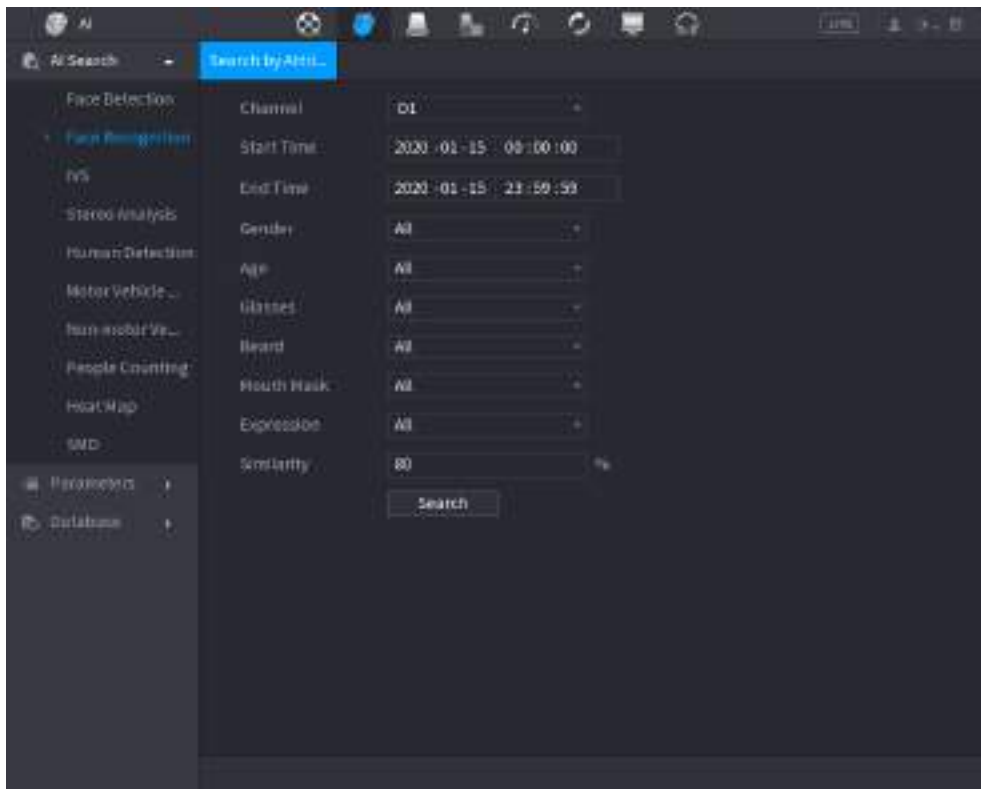 AI
LIVE
AI Search
Search by Attri...
Face Detection
Face Recognition
IVS
Stereo Analysis
Human Detection
Motor Vehicle ...
Non-motor Ve...
People Counting
Heat Map
SMD
Parameters
Database
Channel D1
Start Time 2020 -01 -15 00 :00 :00
End Time 2020 -01 -15 23 :59 :59
Gender All
Age All
Glasses All
Beard All
Mouth Mask All
Expression All
Similarity 80 %
Search